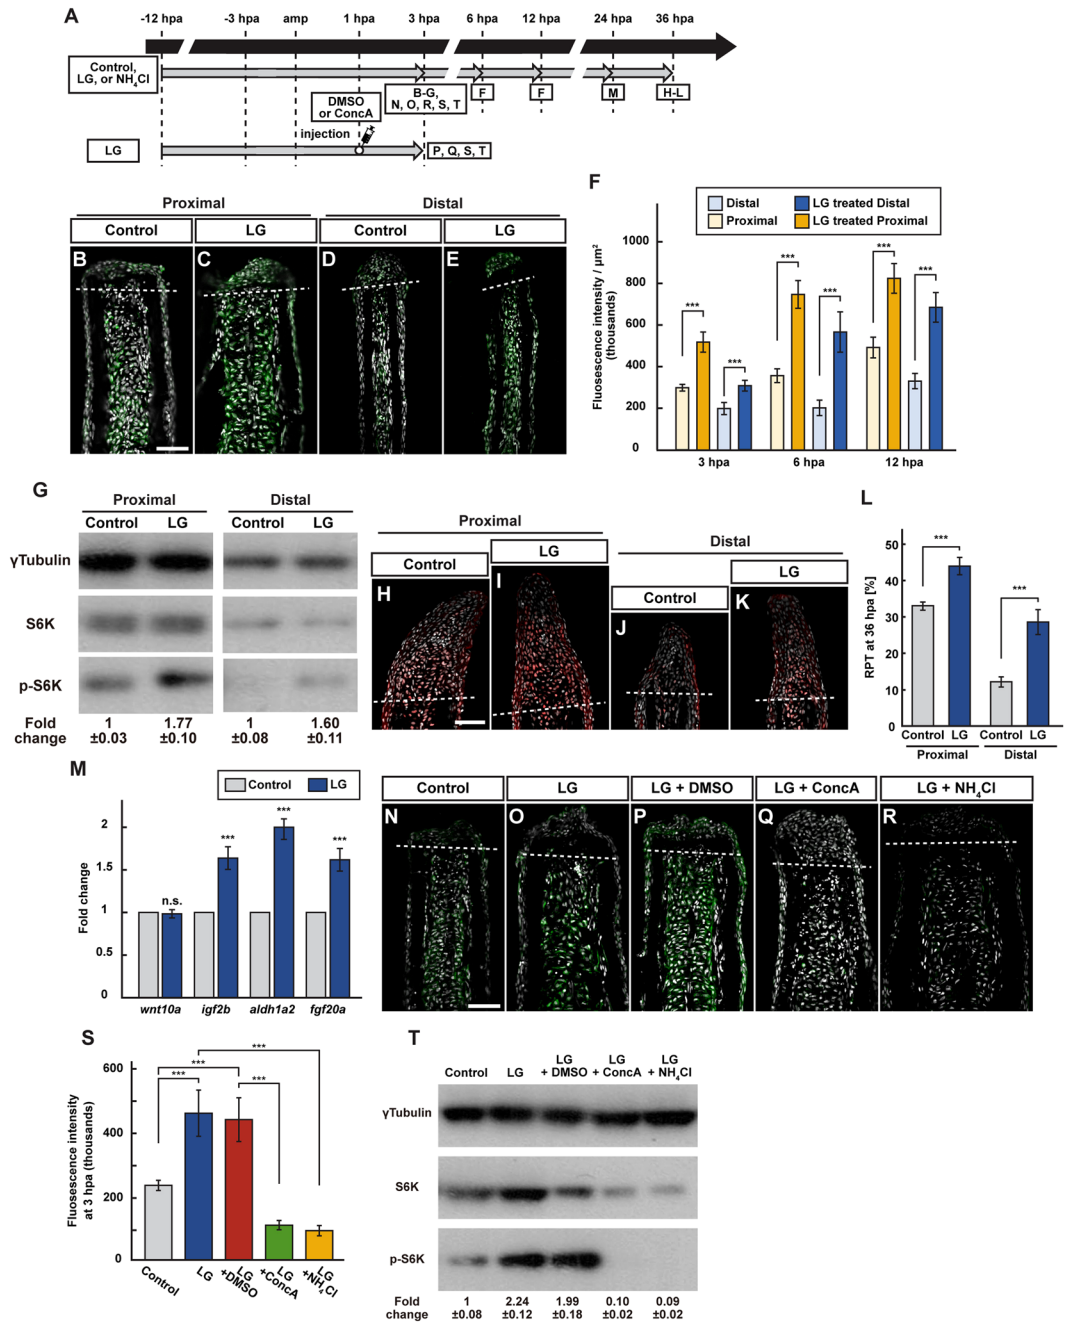 A
-12 hpa -3 hpa amp 1 hpa 3 hpa 6 hpa 12 hpa 24 hpa 36 hpa
Control,
LG, or NH4Cl
DMSO
or ConcA
B-G,
N, O, R, S, T
F
F
M
H-L
injection
LG
P, Q, S, T
Proximal Distal
Control LG Control LG
B C D E
F
Distal LG treated Distal
Proximal LG treated Proximal
Fluosescence intensity / µm²
(thousands)
1000
800
600
400
200
0
*** *** *** *** *** ***
3 hpa 6 hpa 12 hpa
G
Proximal Distal
Control LG Control LG
γTubulin
S6K
p-S6K
Fold 1 1.77 1 1.60
change ±0.03 ±0.10 ±0.08 ±0.11
Proximal
Control LG
Distal
Control LG
H I J K
L
RPT at 36 hpa [%]
50
40
30
20
10
0
*** ***
Control LG Control LG
Proximal Distal
M
Control LG
Fold change
2
1.5
1
0.5
0
n.s. *** *** ***
wnt10a igf2b aldh1a2 fgf20a
Control LG LG + DMSO LG + ConcA LG + NH4Cl
N O P Q R
S
Fluosescence intensity
at 3 hpa (thousands)
600
400
200
0
***
***
*** ***
Control
LG
LG
+DMSO
LG
+ConcA
LG
+NH4Cl
T
Control LG LG + DMSO LG + ConcA LG + NH4Cl
γTubulin
S6K
p-S6K
Fold 1 2.24 1.99 0.10 0.09
change ±0.08 ±0.12 ±0.18 ±0.02 ±0.02